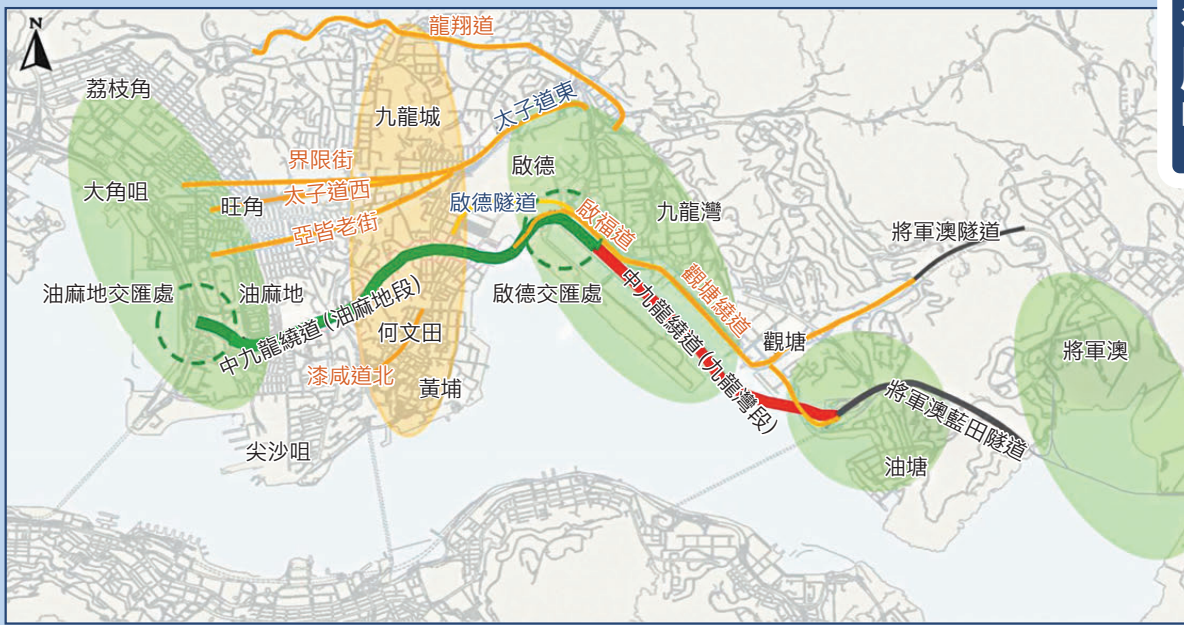 N
龍翔道
荔枝角
九龍城
太子道東
界限街
啟德
大角咀
太子道西
旺角
啟德隧道
啟福道
九龍灣
亞皆老街
將軍澳隧道
油麻地交匯處
油麻地
啟德交匯處
觀塘繞道
中九龍繞道 (油麻地段)
中九龍繞道 (九龍灣段)
何文田
觀塘
將軍澳
漆咸道北
黃埔
將軍澳藍田隧道
尖沙咀
油塘